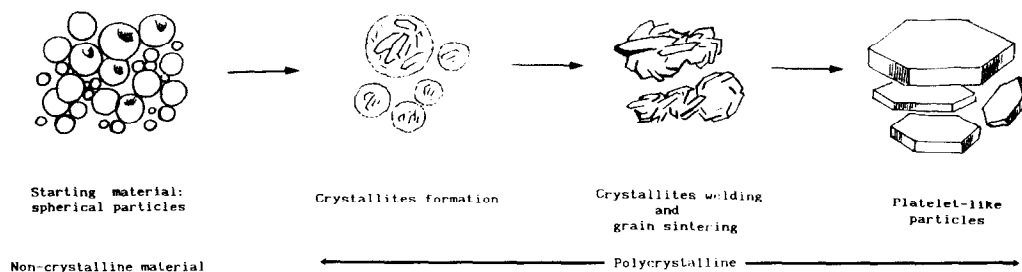 Starting material:
spherical particles
Crystallites formation
Crystallites welding
and
grain sintering
Platelet-like
particles
Non-crystalline material
Polycrystalline